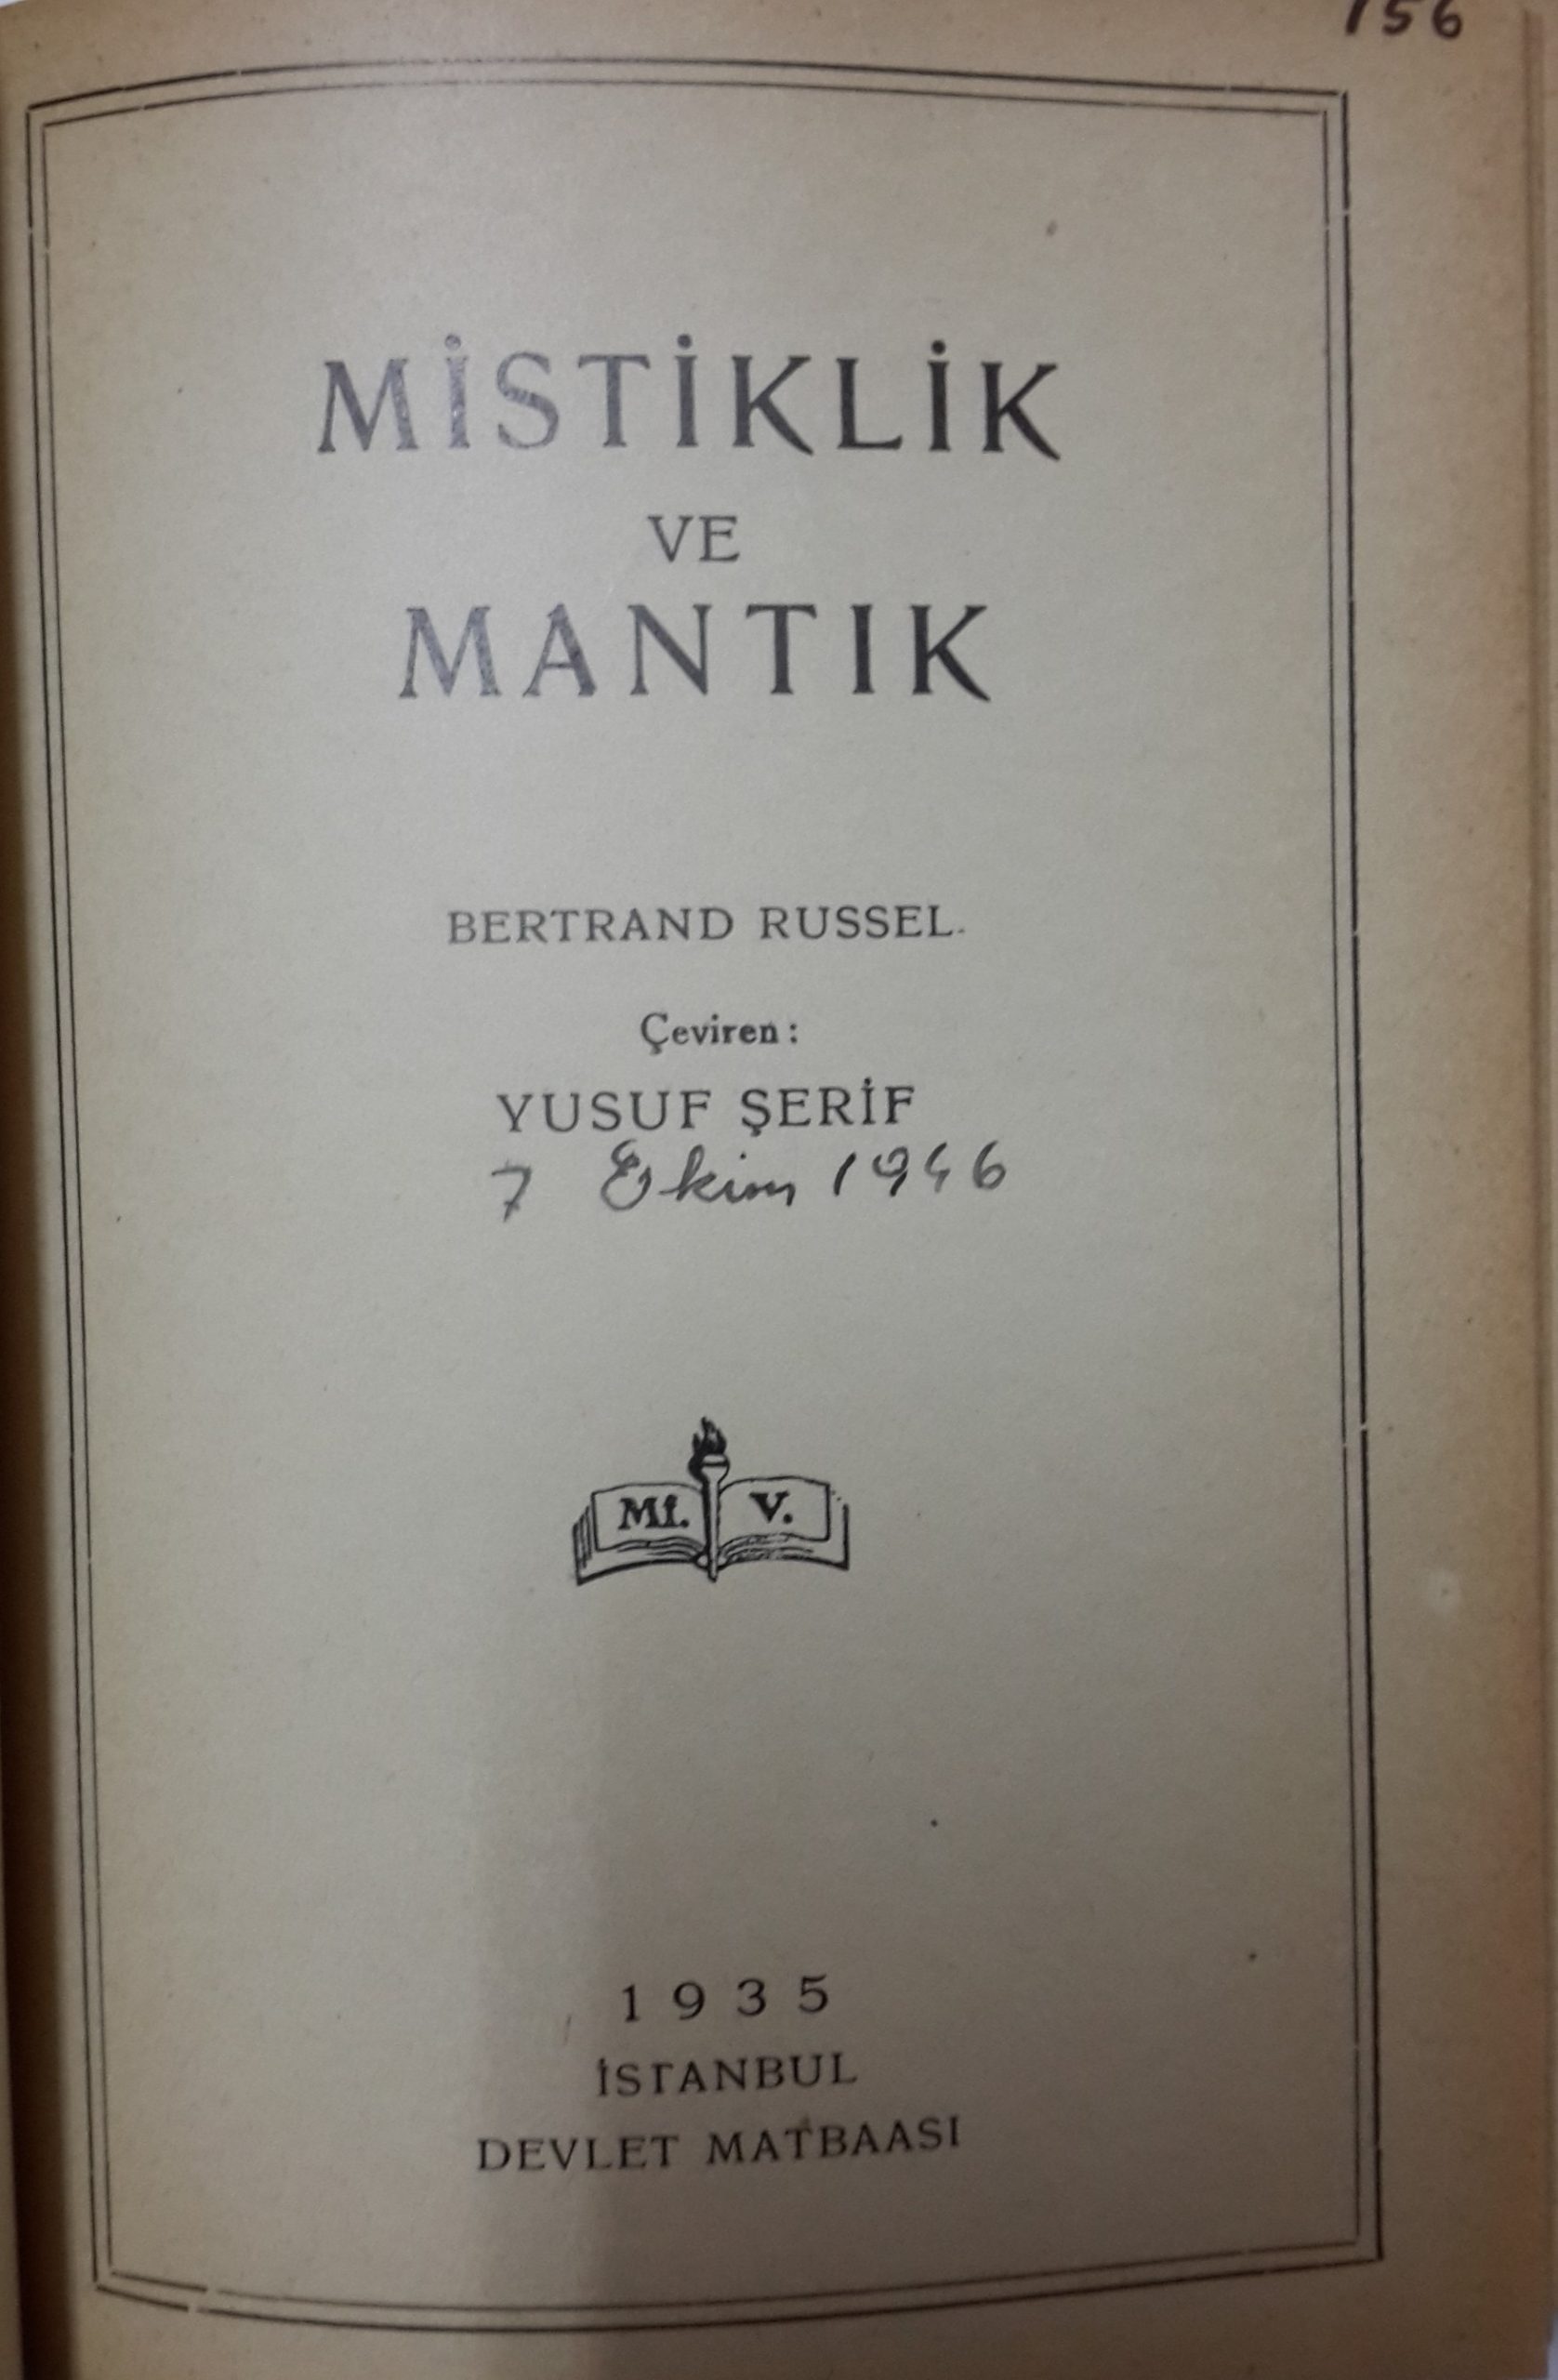 156
MİSTİKLİK
VE
MANTIK
BERTRAND RUSSEL.
Çeviren:
YUSUF ŞERİF
7 Ekim 1946
Mf. V.
1935
İSTANBUL
DEVLET MATBAASI